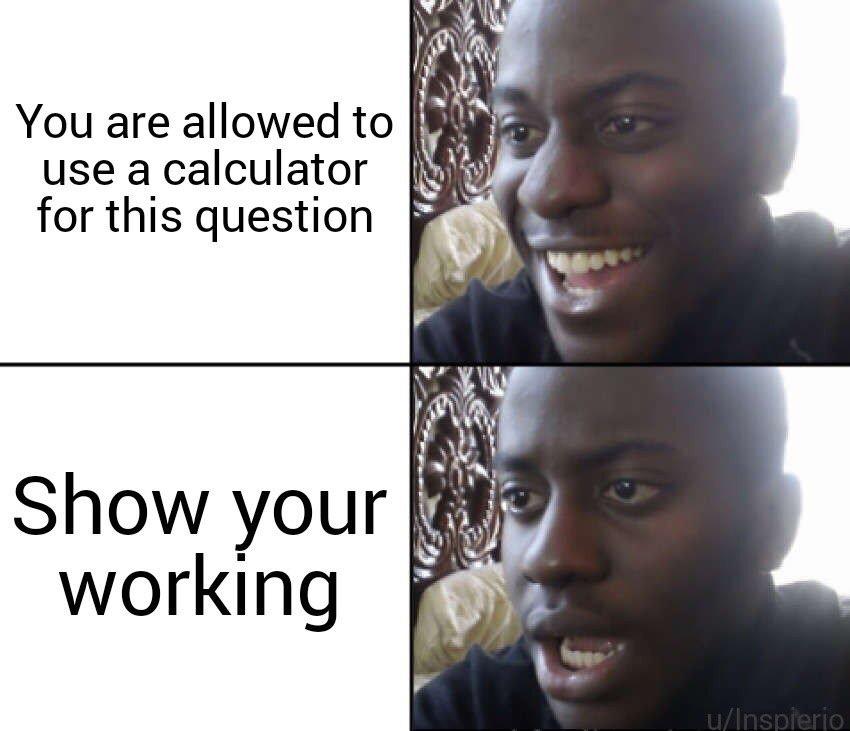 You are allowed to
use a calculator
for this question
Show your
working
u/Inspierio